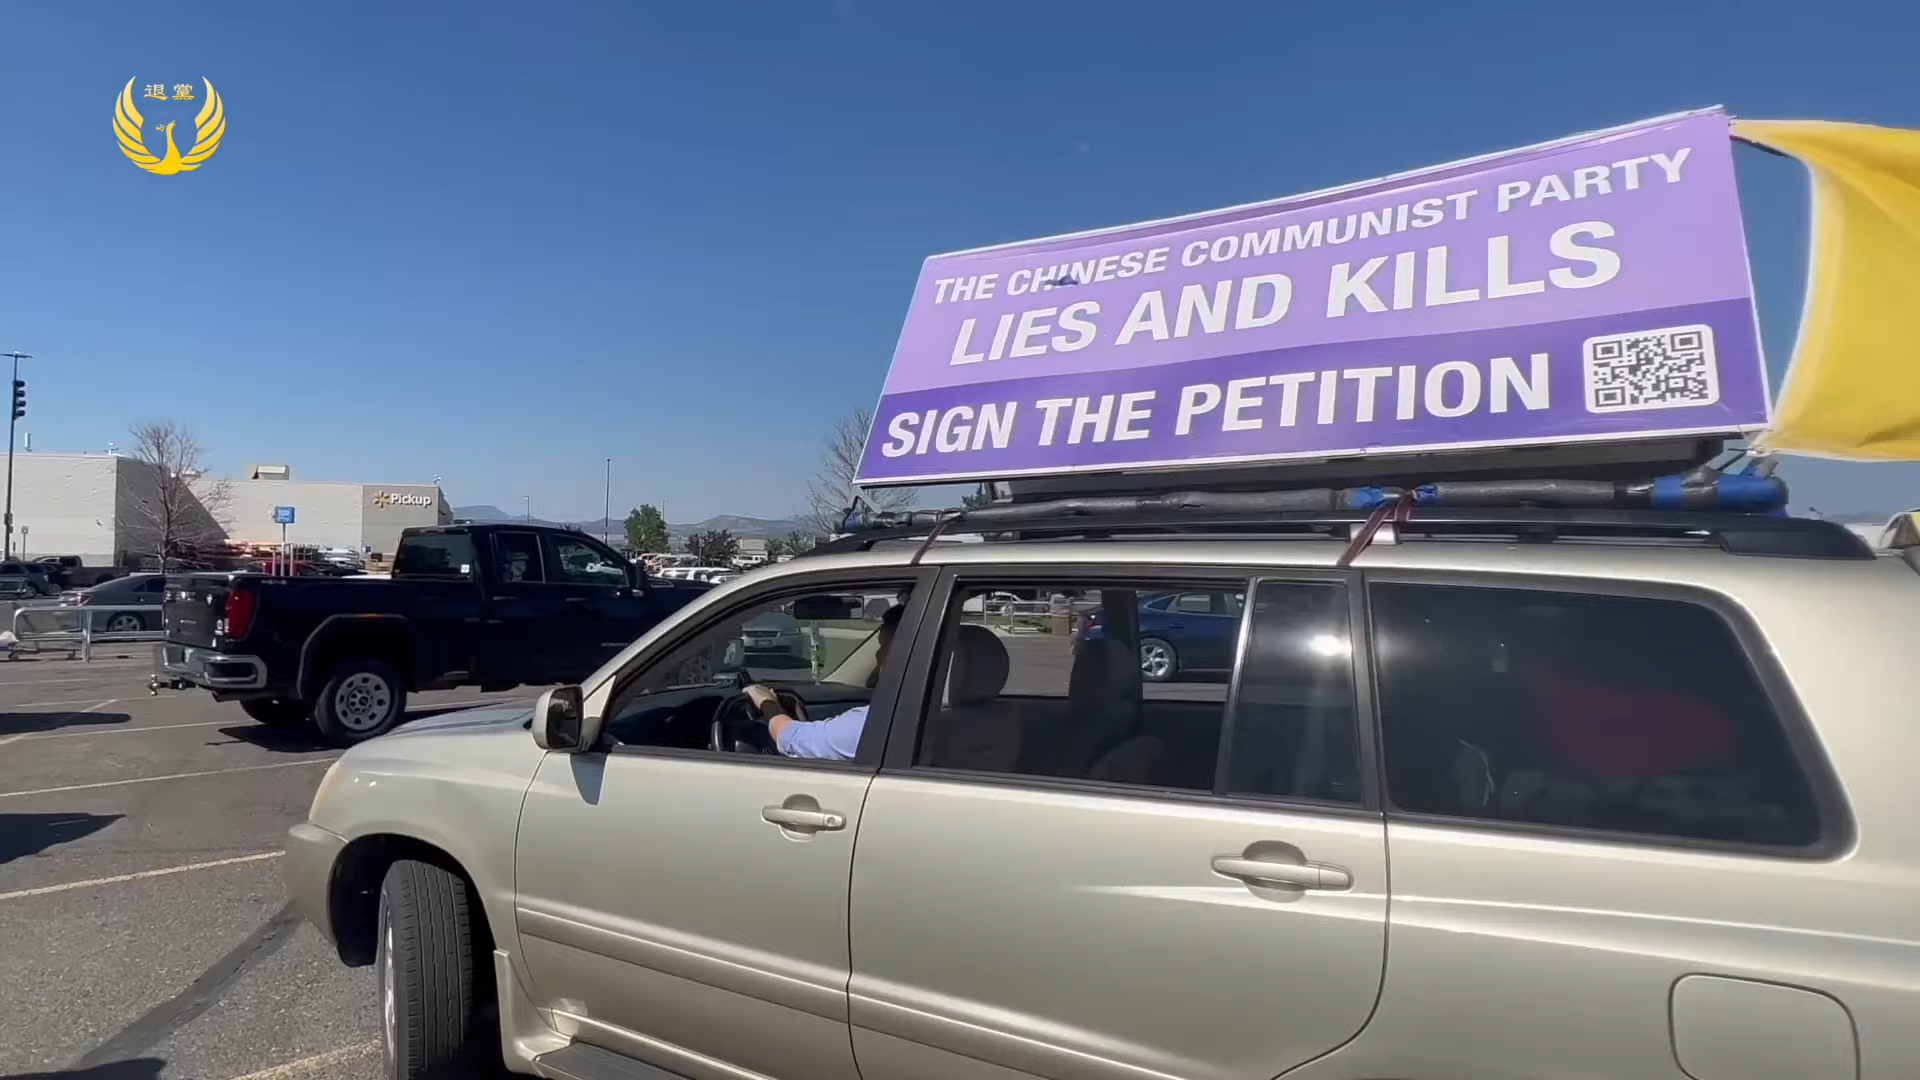 退黨
THE CHINESE COMMUNIST PARTY
LIES AND KILLS
SIGN THE PETITION
Pickup